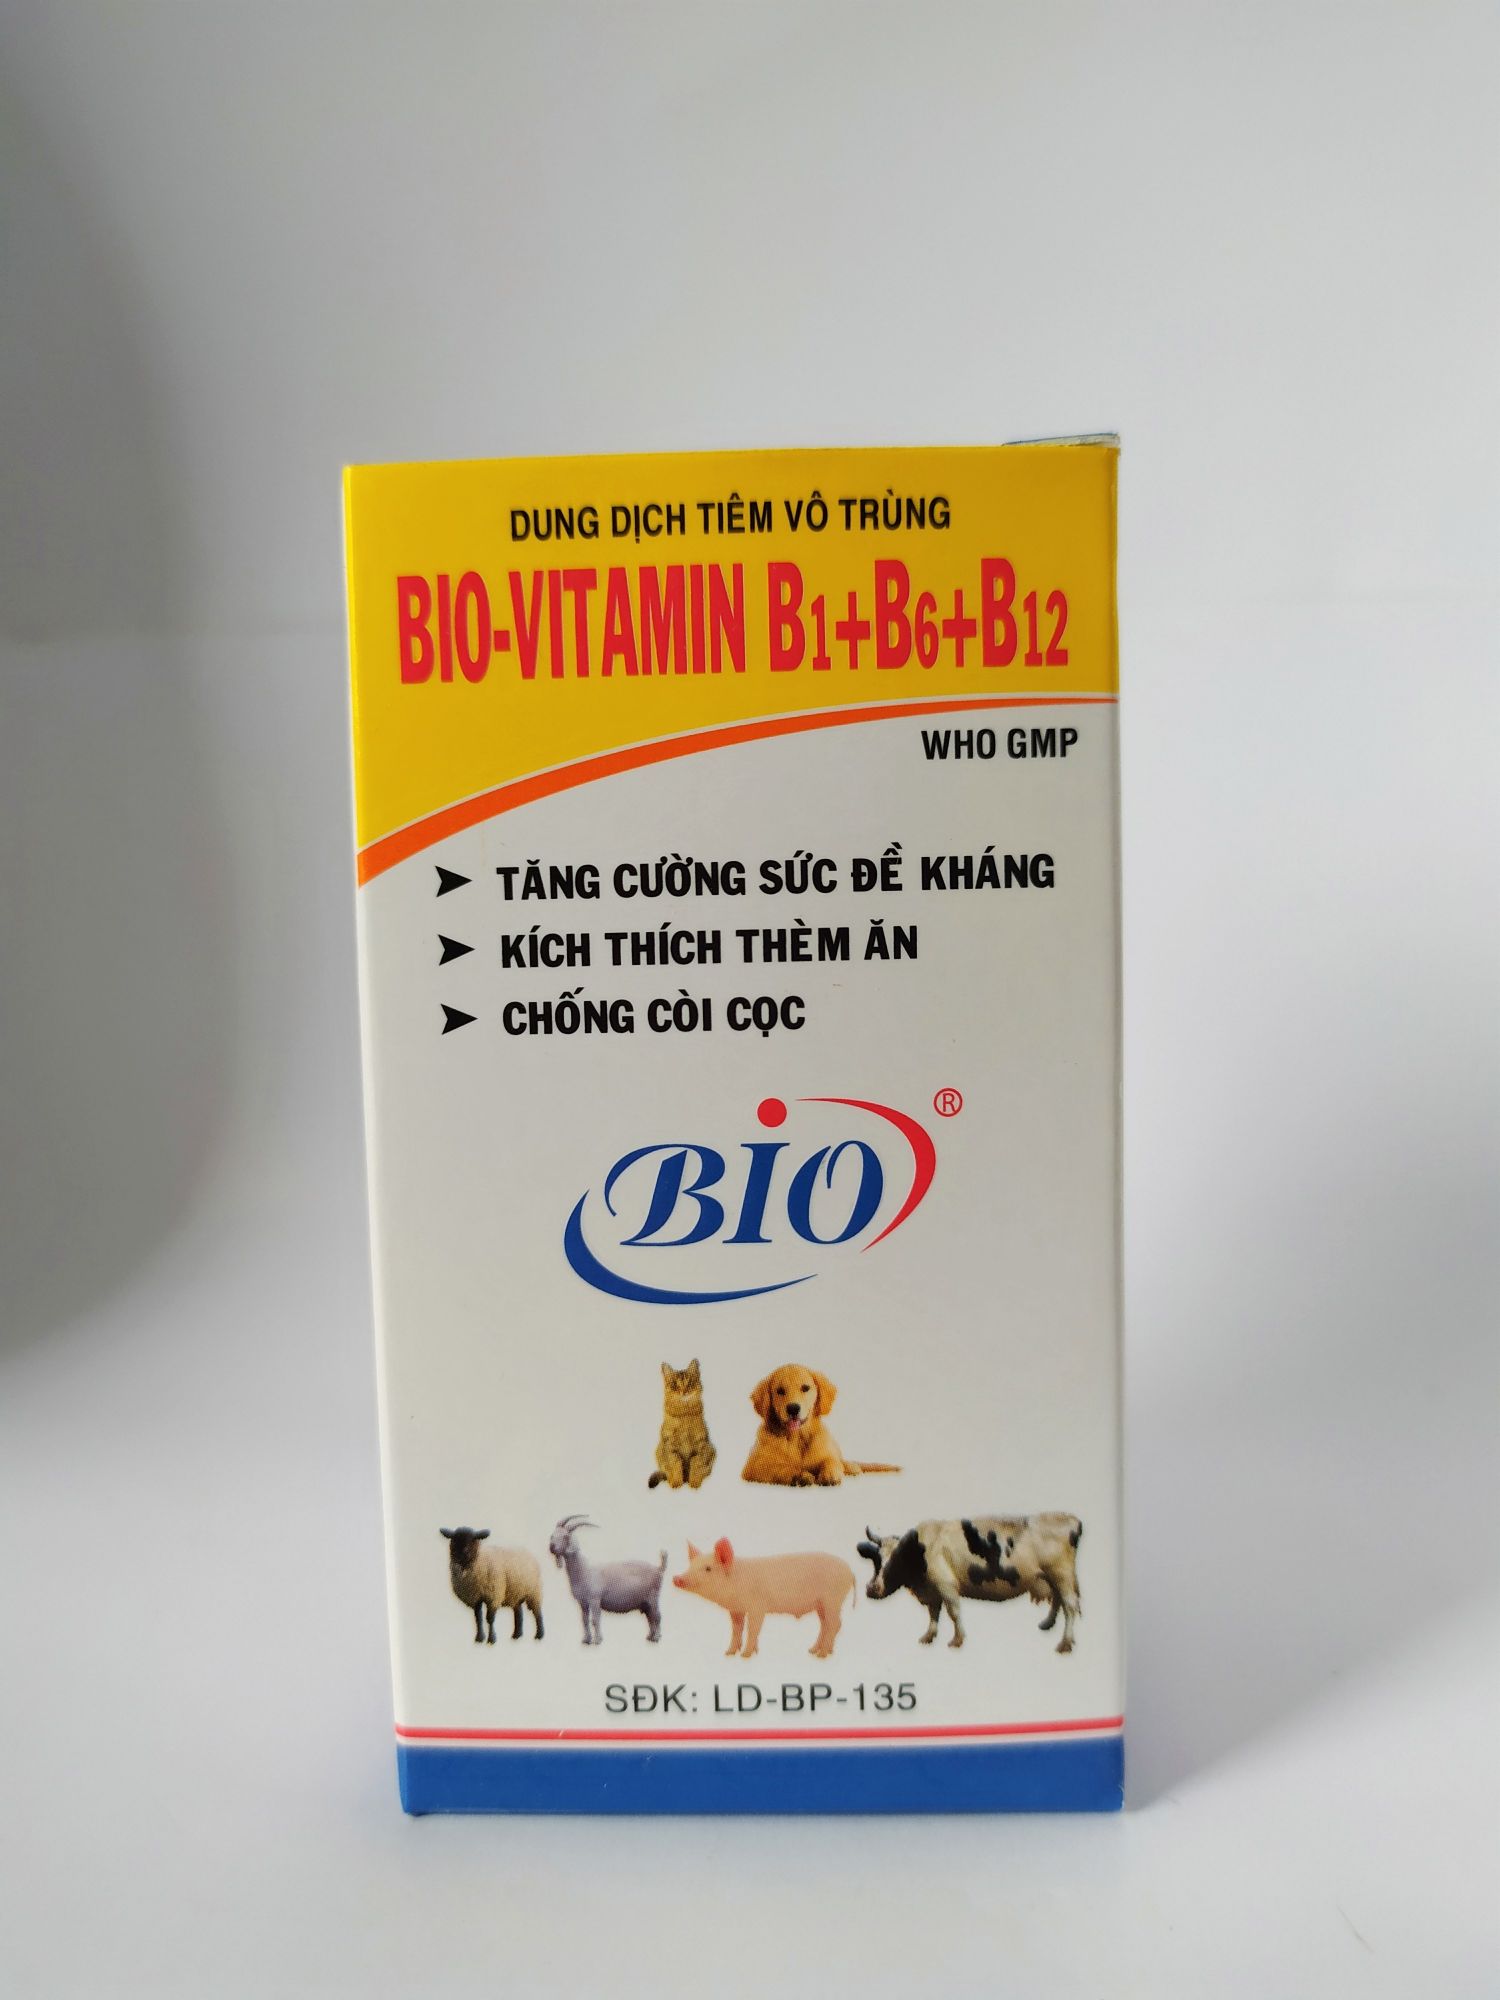 DUNG DỊCH TIÊM VÔ TRÙNG
BIO-VITAMIN B1+B6+B12
WHO GMP
➤ TĂNG CƯỜNG SỨC ĐỀ KHÁNG
➤ KÍCH THÍCH THÈM ĂN
➤ CHỐNG CÒI CỌC
BIO®
SĐK: LD-BP-135